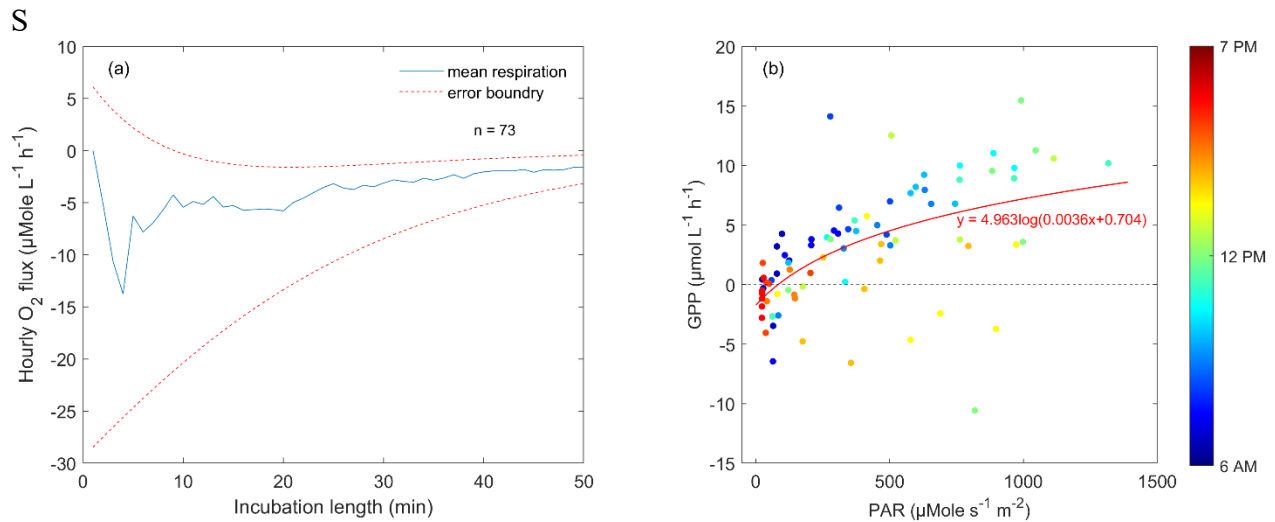 S
(a)
mean respiration
error boundry
n = 73
Hourly O₂ flux (µMole L⁻¹ h⁻¹)
10
5
0
-5
-10
-15
-20
-25
-30
0 10 20 30 40 50
Incubation length (min)
(b)
y = 4.963log(0.0036x+0.704)
GPP (µmol L⁻¹ h⁻¹)
20
15
10
5
0
-5
-10
-15
0 500 1000 1500
PAR (µMole s⁻¹ m⁻²)
7 PM
12 PM
6 AM